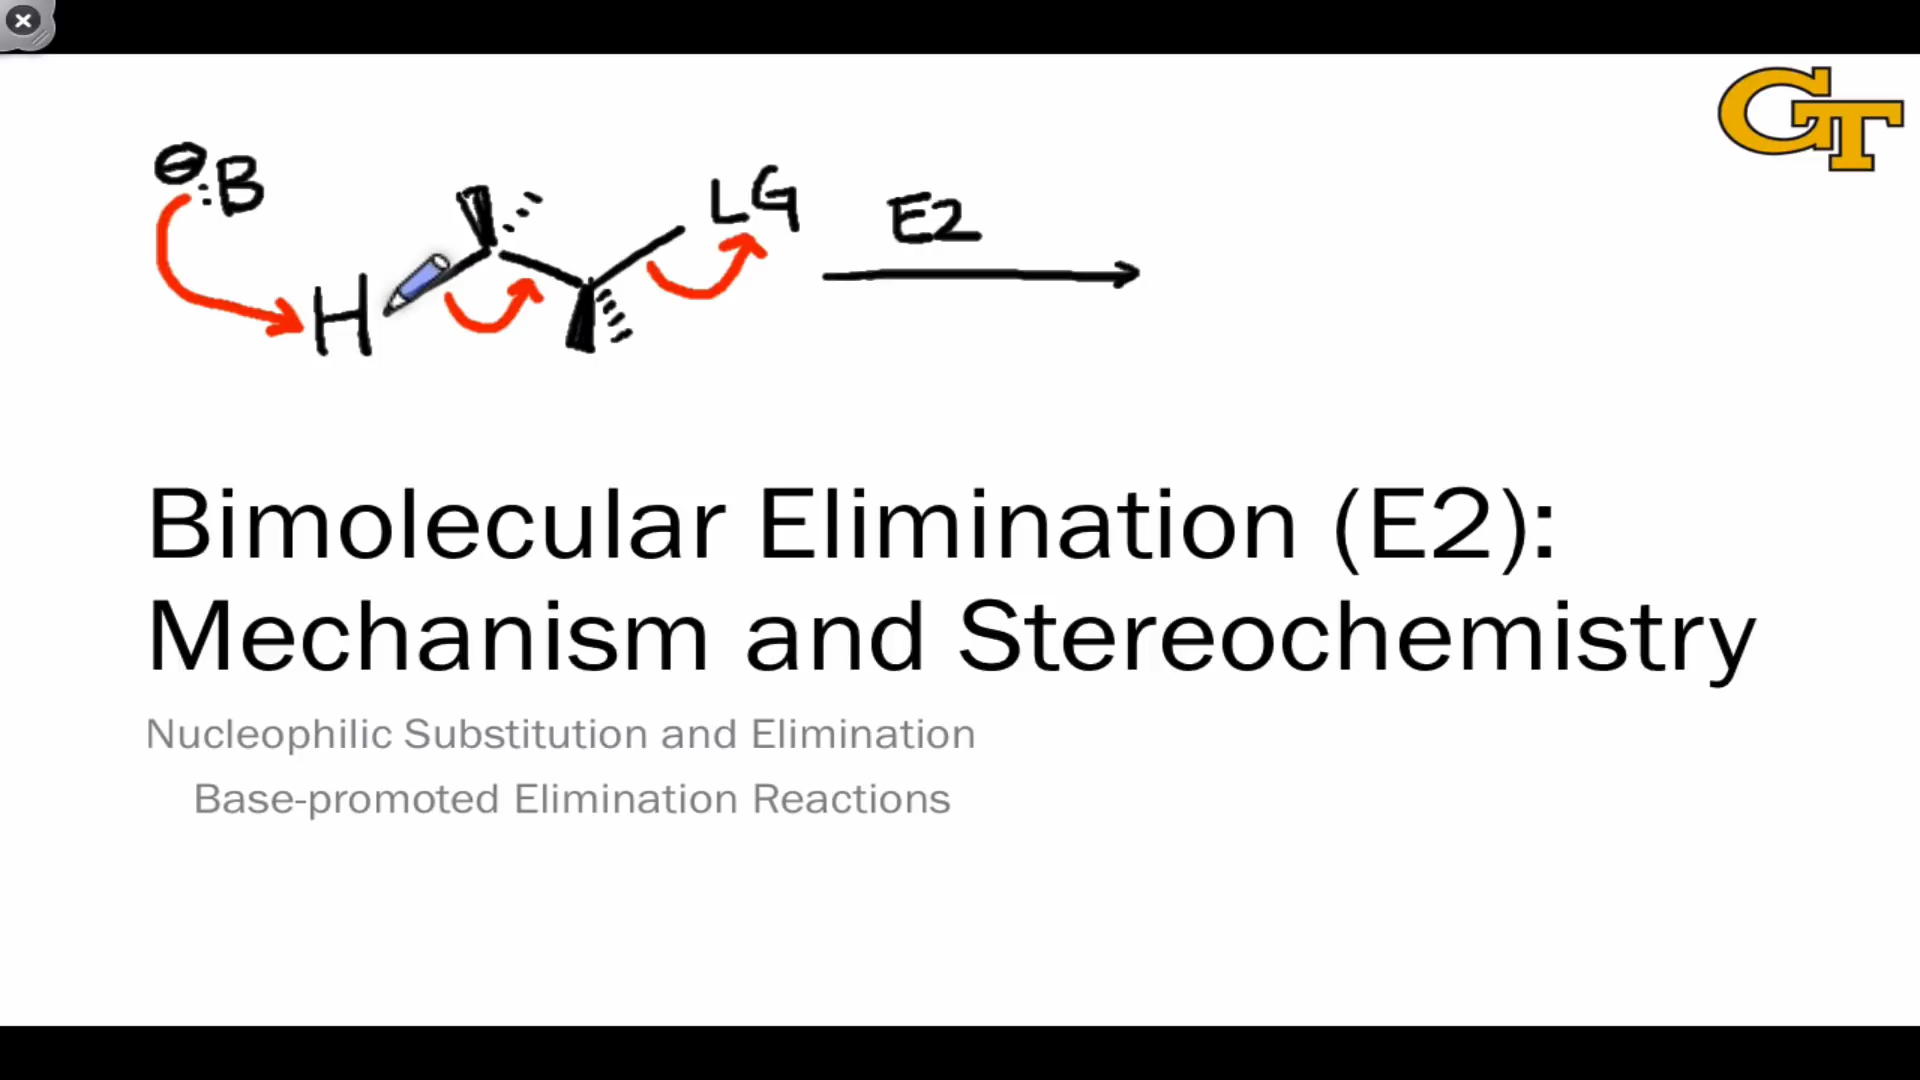 GT
⊖:B
LG
E2
H
Bimolecular Elimination (E2):
Mechanism and Stereochemistry
Nucleophilic Substitution and Elimination
Base-promoted Elimination Reactions